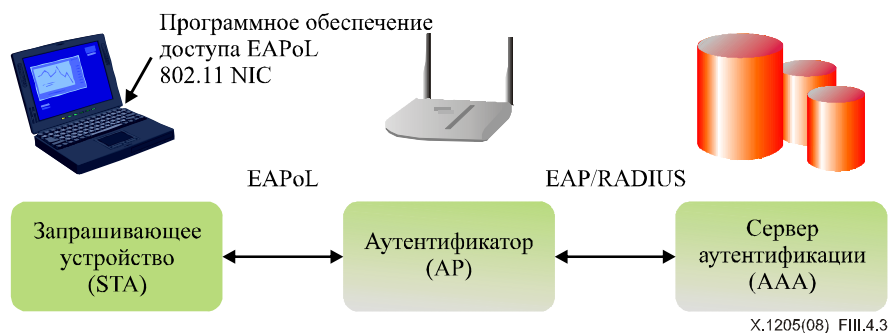 Программное обеспечение
доступа EAPoL
802.11 NIC
EAPoL
EAP/RADIUS
Запрашивающее
устройство
(STA)
Аутентификатор
(AP)
Сервер
аутентификации
(AAA)
X.1205(08)_FIII.4.3